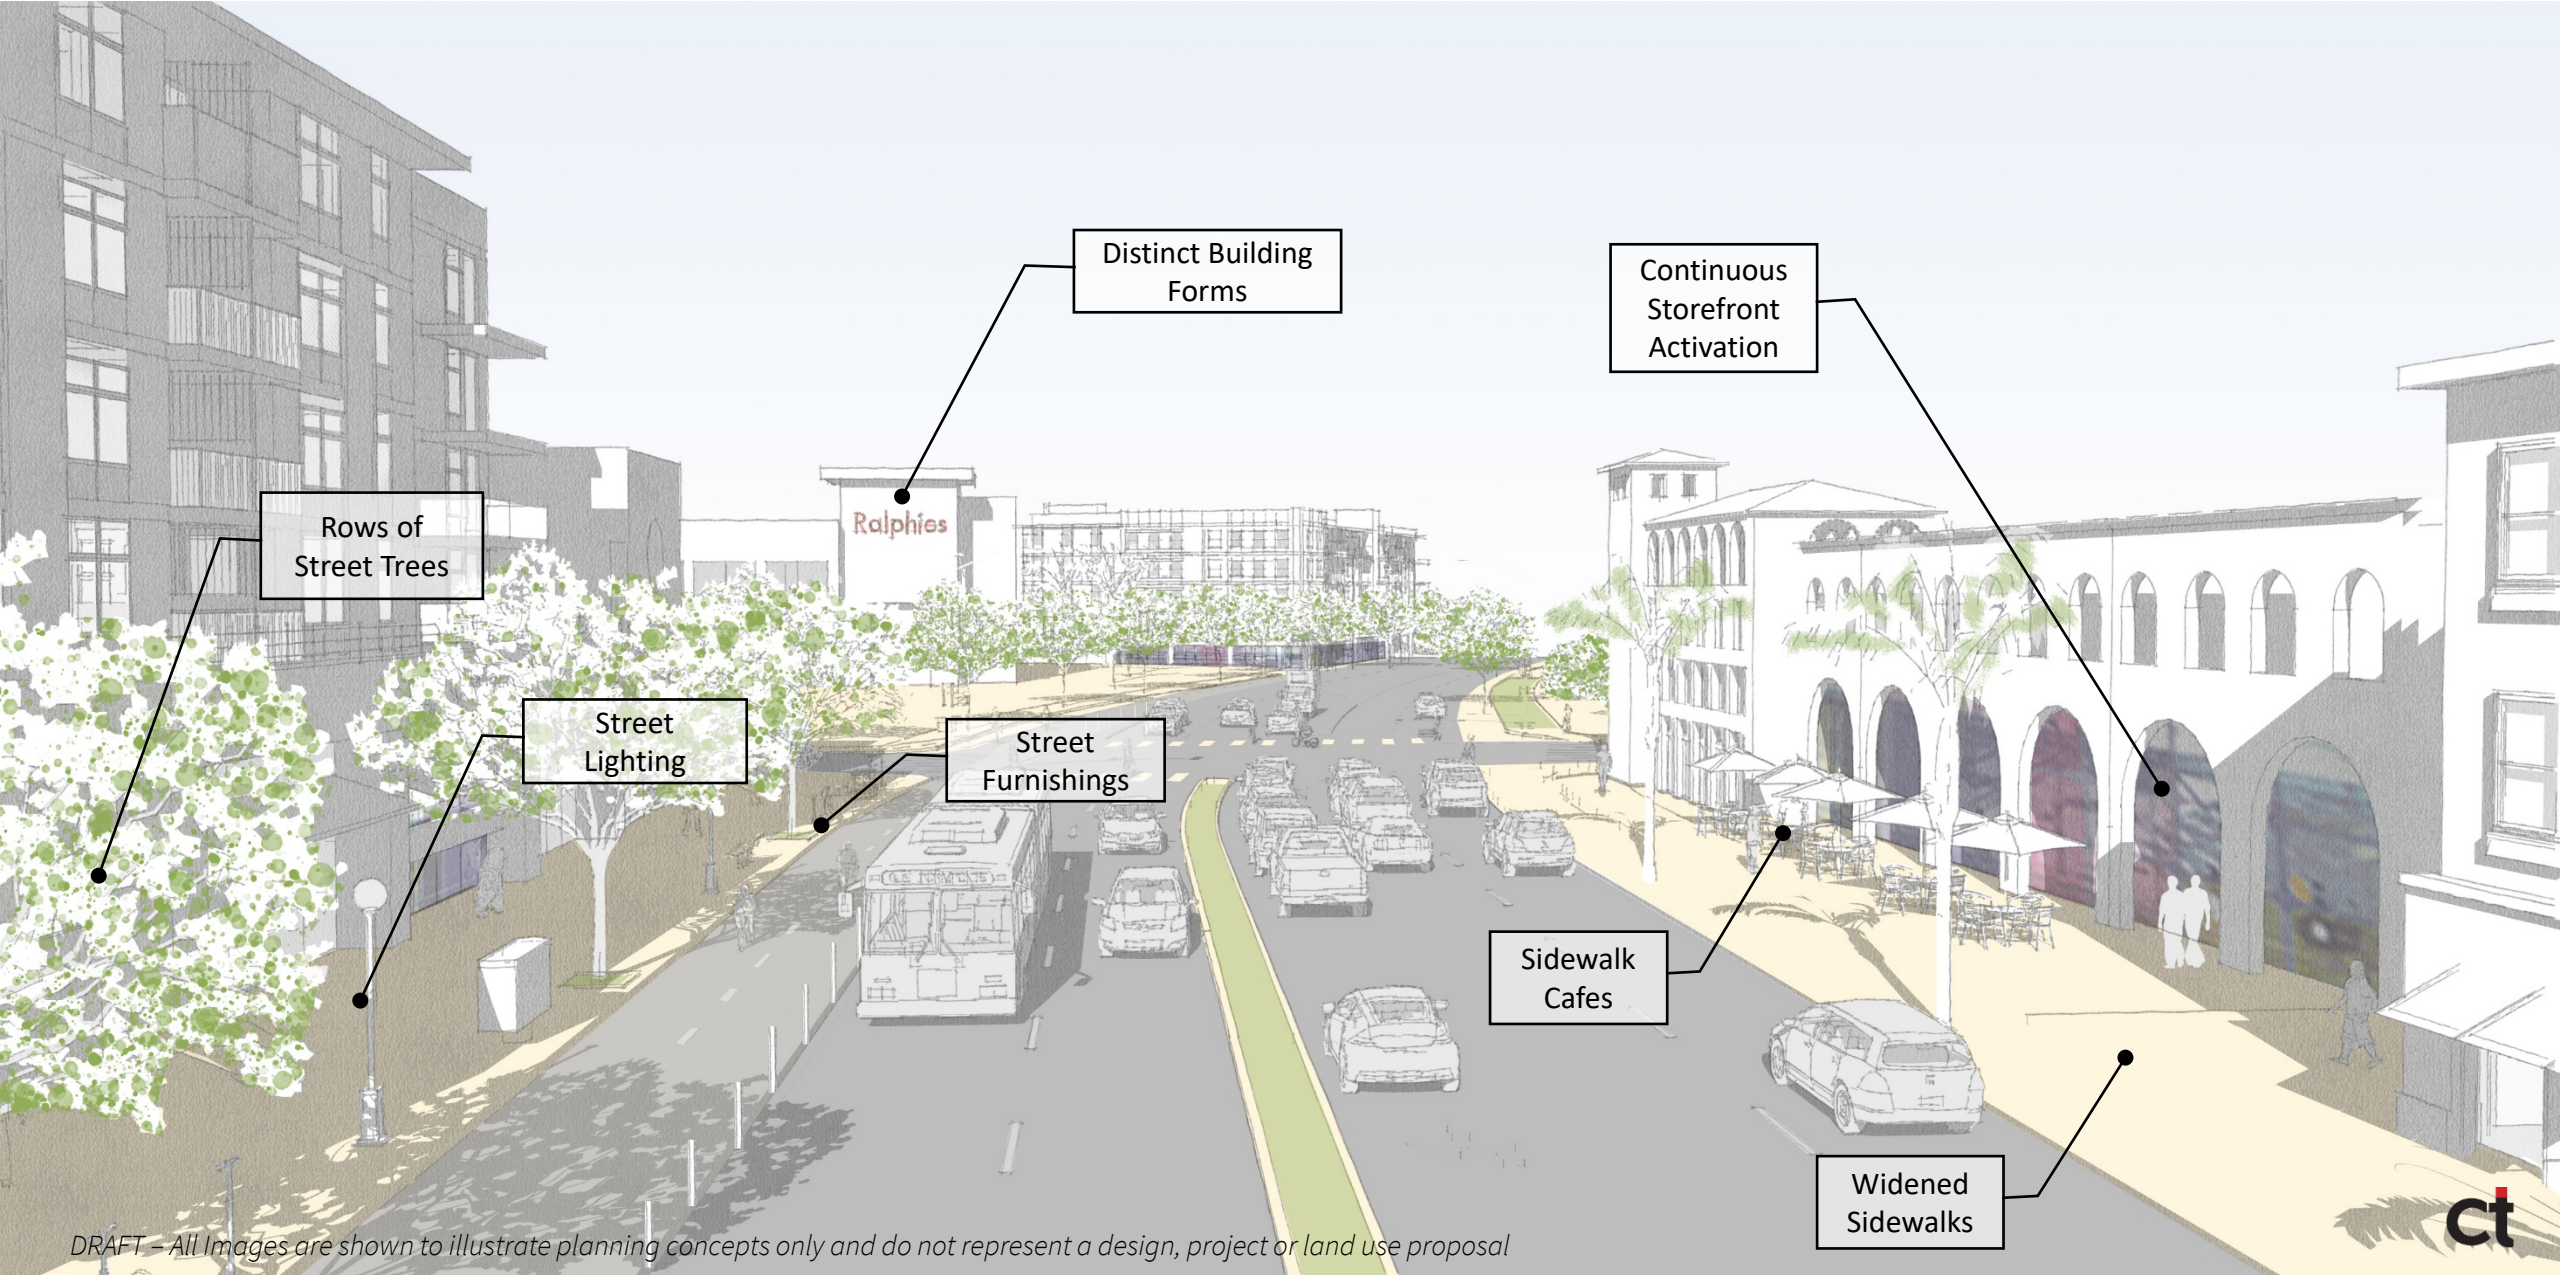 Distinct Building
Forms
Continuous
Storefront
Activation
Rows of
Street Trees
Ralphies
Street
Lighting
Street
Furnishings
Sidewalk
Cafes
Widened
Sidewalks
DRAFT – All Images are shown to illustrate planning concepts only and do not represent a design, project or land use proposal
ct